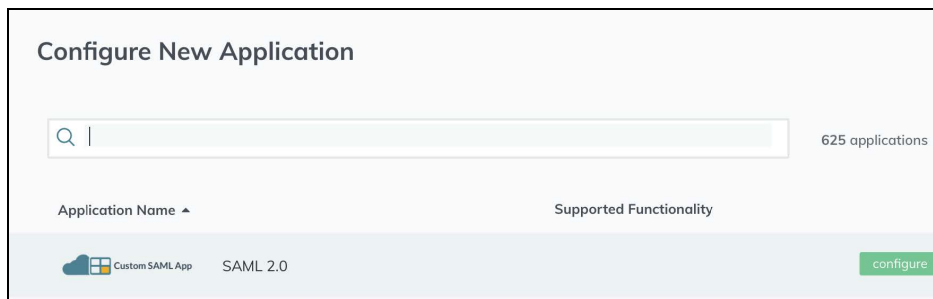 Configure New Application
625 applications
Application Name
Supported Functionality
Custom SAML App
SAML 2.0
configure